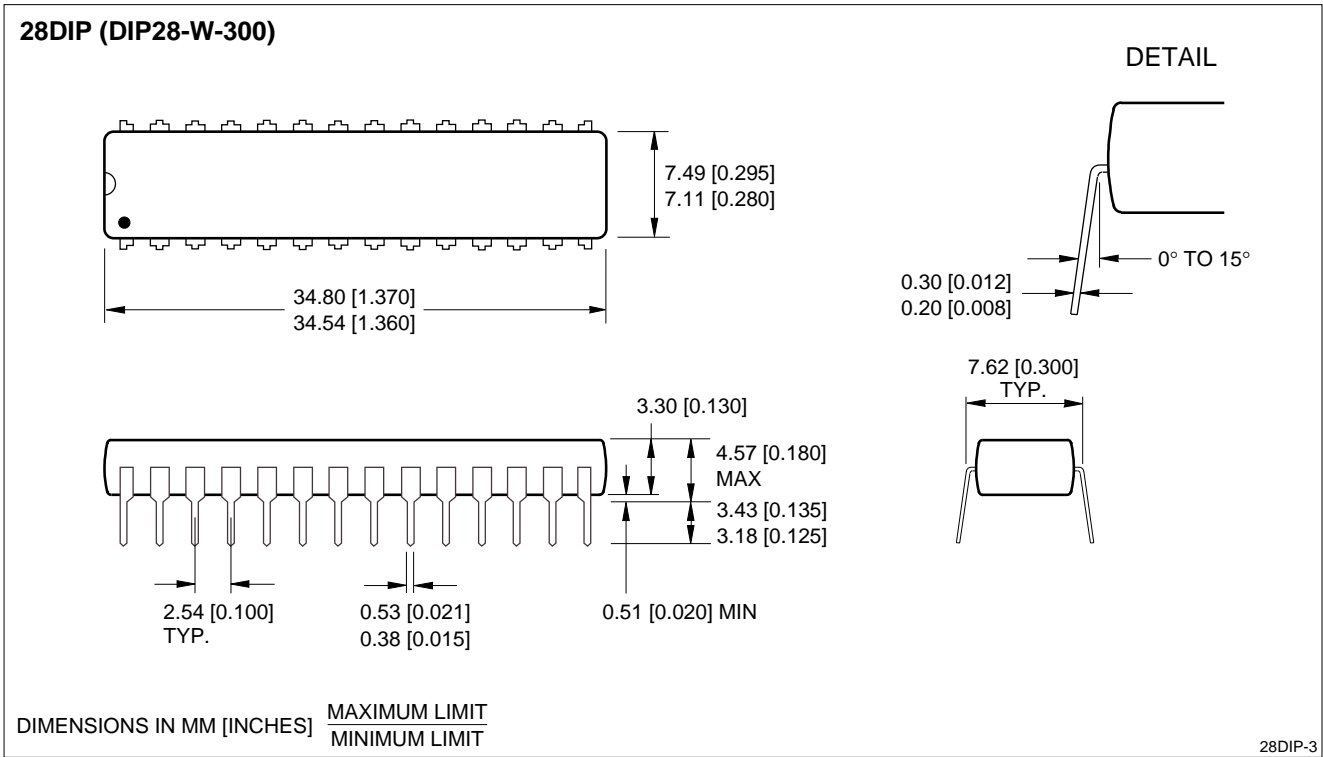 28DIP (DIP28-W-300)
DETAIL
7.49 [0.295]
7.11 [0.280]
34.80 [1.370]
34.54 [1.360]
0° TO 15°
0.30 [0.012]
0.20 [0.008]
7.62 [0.300]
TYP.
3.30 [0.130]
4.57 [0.180]
MAX
3.43 [0.135]
3.18 [0.125]
2.54 [0.100]
TYP.
0.53 [0.021]
0.38 [0.015]
0.51 [0.020] MIN
DIMENSIONS IN MM [INCHES]
MAXIMUM LIMIT
MINIMUM LIMIT
28DIP-3